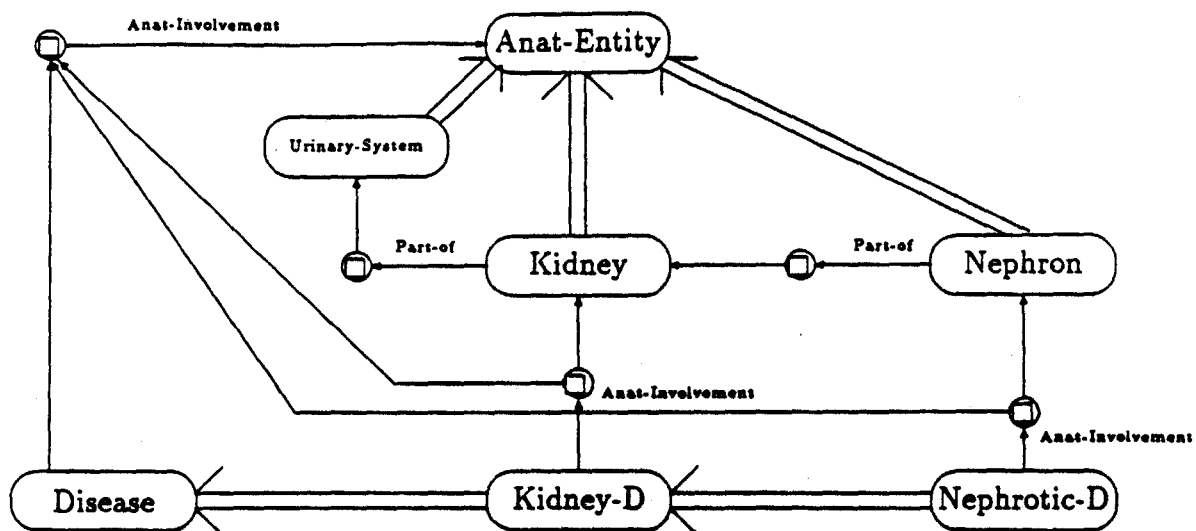 Anat-Involvement
Anat-Entity
Urinary-System
Part-of
Part-of
Kidney
Nephron
Anat-Involvement
Anat-Involvement
Disease
Kidney-D
Nephrotic-D